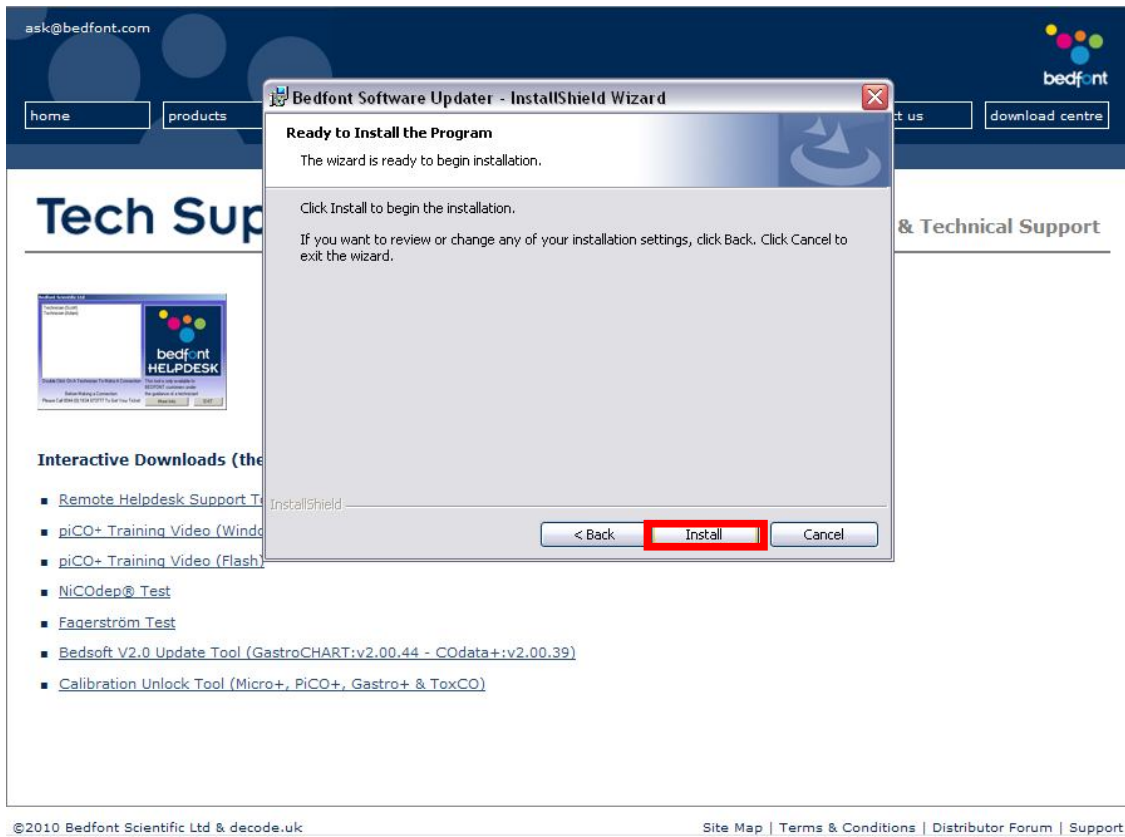 ask@bedfont.com
bedfont
home
products
ct us
download centre
Bedfont Software Updater - InstallShield Wizard
Ready to Install the Program
The wizard is ready to begin installation.
Click Install to begin the installation.
If you want to review or change any of your installation settings, click Back. Click Cancel to
exit the wizard.
InstallShield
< Back
Install
Cancel
Tech Sup
& Technical Support
bedfont
HELPDESK
Interactive Downloads (the
Remote Helpdesk Support T
piCO+ Training Video (Windo
piCO+ Training Video (Flash)
NiCOdep® Test
Fagerström Test
Bedsoft V2.0 Update Tool (GastroCHART:v2.00.44 - COdata+:v2.00.39)
Calibration Unlock Tool (Micro+, PiCO+, Gastro+ & ToxCO)
©2010 Bedfont Scientific Ltd & decode.uk
Site Map | Terms & Conditions | Distributor Forum | Support